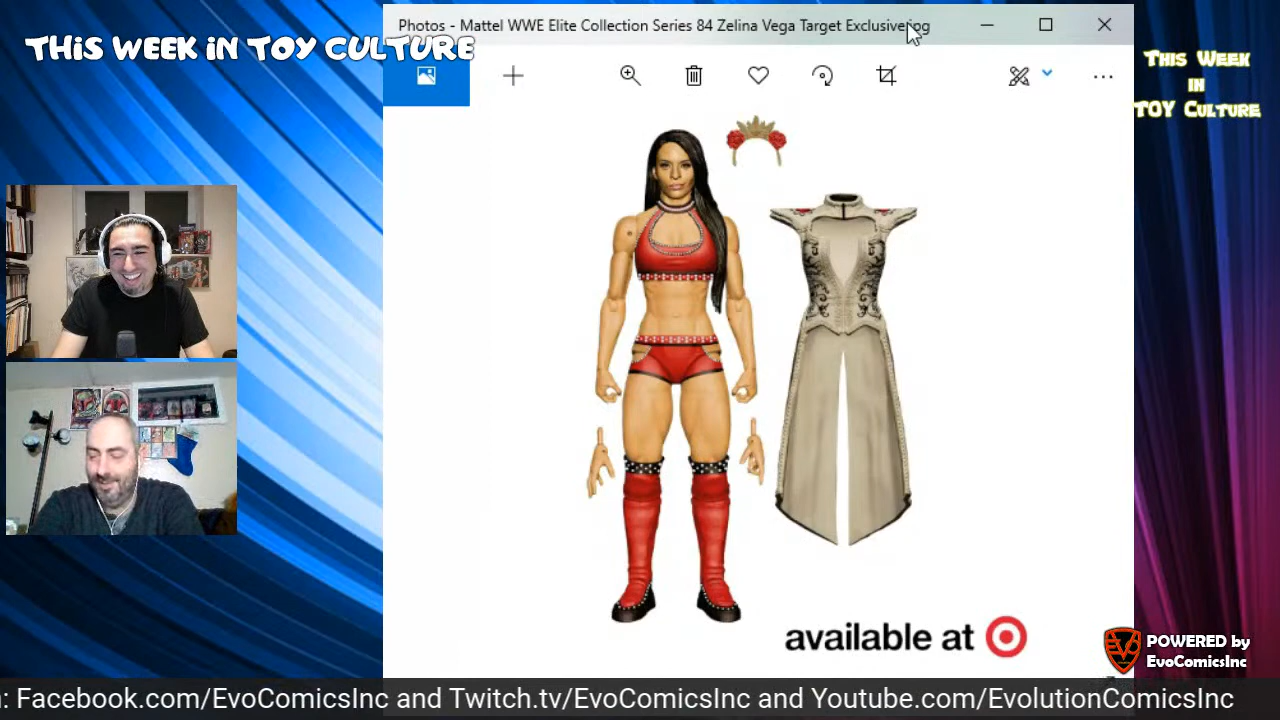 Photos - Mattel WWE Elite Collection Series 84 Zelina Vega Target Exclusive
THIS WEEK IN TOY CULTURE
THIS WEEK
IN
TOY CULTURE
available at
EVO
POWERED by
EvoComicsInc
: Facebook.com/EvoComicsInc and Twitch.tv/EvoComicsInc and Youtube.com/EvolutionComicsInc